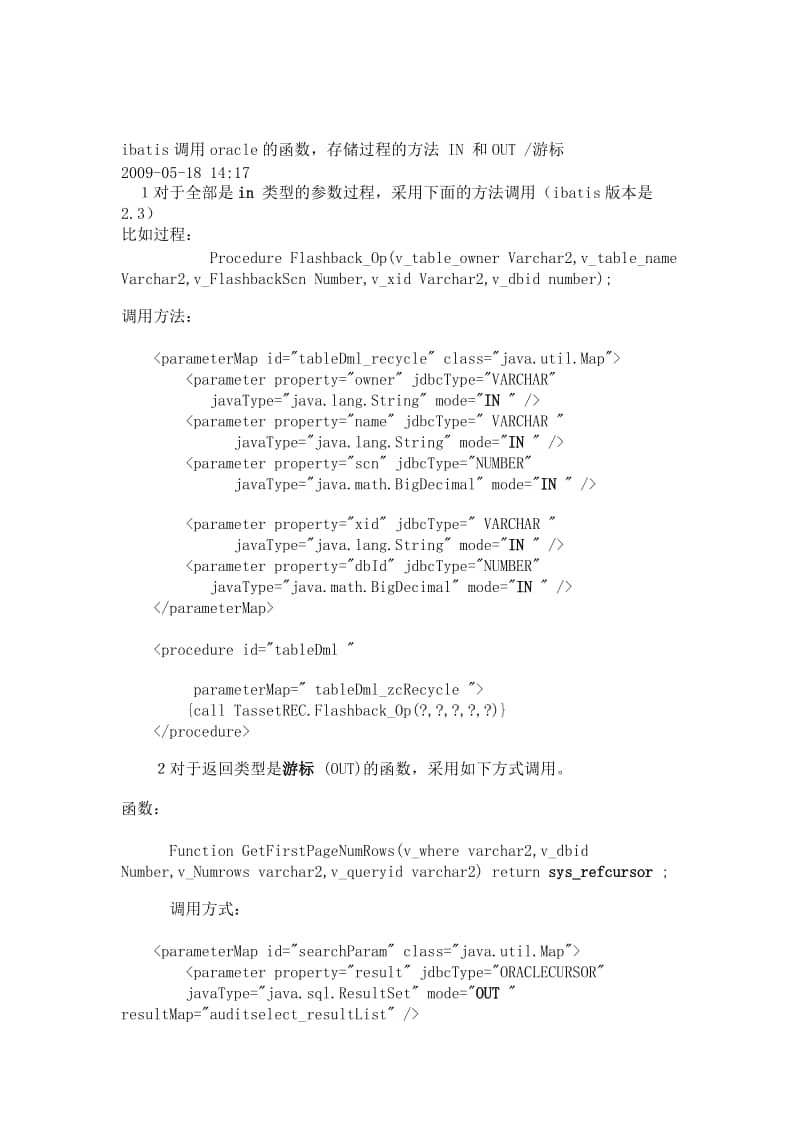 ibatis 调用 oracle 的函数，存储过程的方法 IN 和 OUT /游标
2009-05-18 14:17
1 对于全部是 in 类型的参数过程，采用下面的方法调用（ibatis 版本是
2.3）
比如过程：
Procedure Flashback_Op(v_table_owner Varchar2,v_table_name
Varchar2,v_FlashbackScn Number,v_xid Varchar2,v_dbid number);
调用方法：
<parameterMap id="tableDml_recycle" class="java.util.Map">
<parameter property="owner" jdbcType="VARCHAR"
javaType="java.lang.String" mode="IN " />
<parameter property="name" jdbcType=" VARCHAR "
javaType="java.lang.String" mode="IN " />
<parameter property="scn" jdbcType="NUMBER"
javaType="java.math.BigDecimal" mode="IN " />
<parameter property="xid" jdbcType=" VARCHAR "
javaType="java.lang.String" mode="IN " />
<parameter property="dbId" jdbcType="NUMBER"
javaType="java.math.BigDecimal" mode="IN " />
</parameterMap>
<procedure id="tableDml "
parameterMap=" tableDml_zcRecycle ">
{call TassetREC.Flashback_Op(?,?,?,?,?)}
</procedure>
2 对于返回类型是游标 (OUT)的函数，采用如下方式调用。
函数：
Function GetFirstPageNumRows(v_where varchar2,v_dbid
Number,v_Numrows varchar2,v_queryid varchar2) return sys_refcursor ;
调用方式：
<parameterMap id="searchParam" class="java.util.Map">
<parameter property="result" jdbcType="ORACLECURSOR"
javaType="java.sql.ResultSet" mode="OUT "
resultMap="auditselect_resultList" />